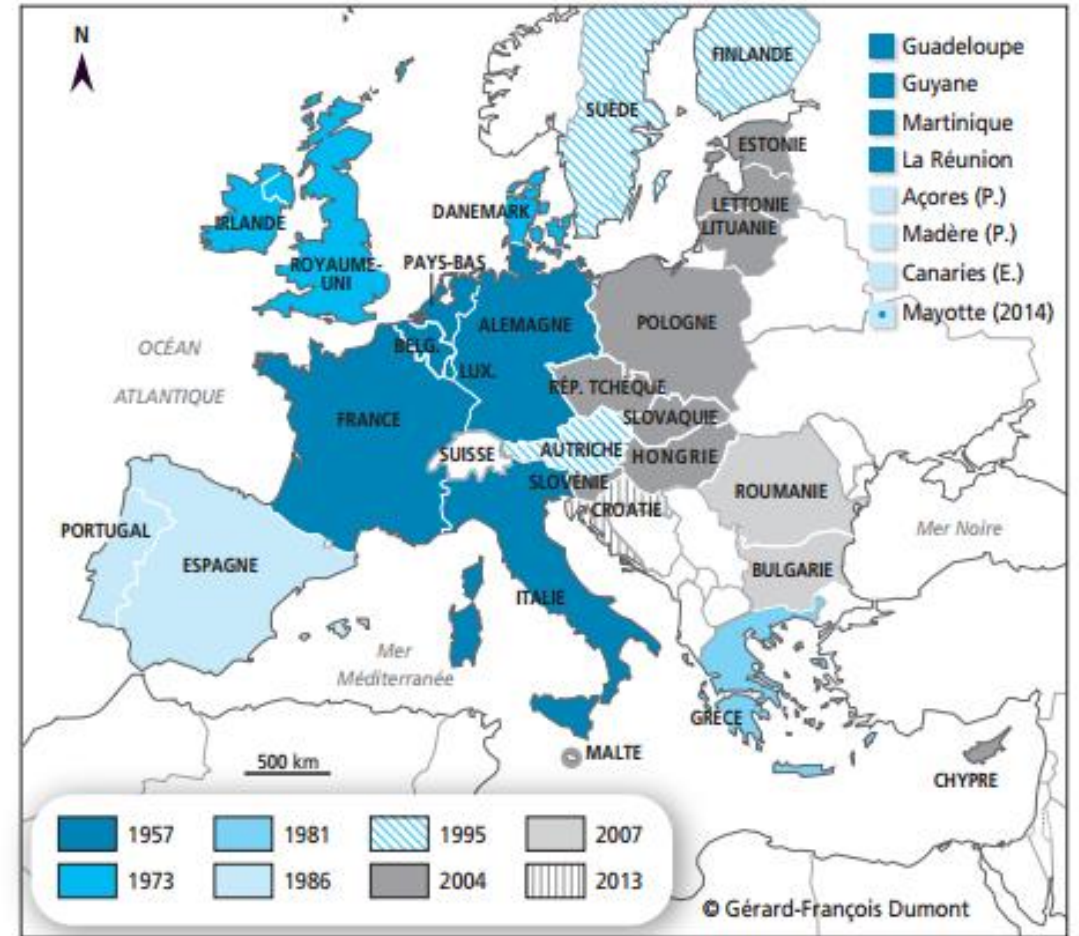 N
FINLANDE
Guadeloupe
Guyane
SUÈDE
Martinique
ESTONIE
La Réunion
Açores (P.)
LETTONIE
DANEMARK
IRLANDE
LITUANIE
Madère (P.)
ROYAUME-
UNI
PAYS-BAS
Canaries (E.)
Mayotte (2014)
ALEMAGNE
POLOGNE
OCÉAN
ATLANTIQUE
BELG.
LUX.
RÉP. TCHÈQUE
FRANCE
SLOVAQUIE
SUISSE
AUTRICHE
HONGRIE
SLOVÉNIE
ROUMANIE
CROATIE
PORTUGAL
Mer Noire
ESPAGNE
BULGARIE
ITALIE
Mer
Méditerranée
GRÈCE
MALTE
500 km
CHYPRE
1957
1981
1995
2007
1973
1986
2004
2013
© Gérard-François Dumont